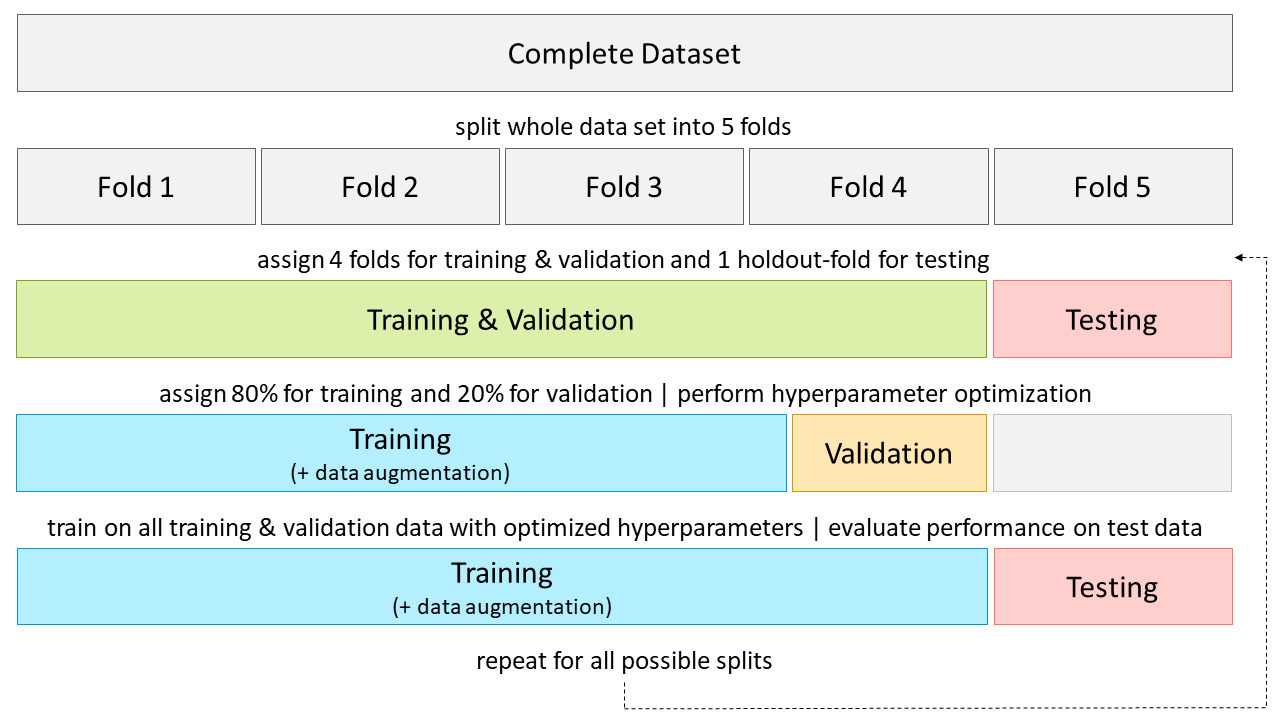 Complete Dataset
split whole data set into 5 folds
Fold 1
Fold 2
Fold 3
Fold 4
Fold 5
assign 4 folds for training & validation and 1 holdout-fold for testing
Training & Validation
Testing
assign 80% for training and 20% for validation | perform hyperparameter optimization
Training
(+ data augmentation)
Validation
train on all training & validation data with optimized hyperparameters | evaluate performance on test data
Training
(+ data augmentation)
Testing
repeat for all possible splits